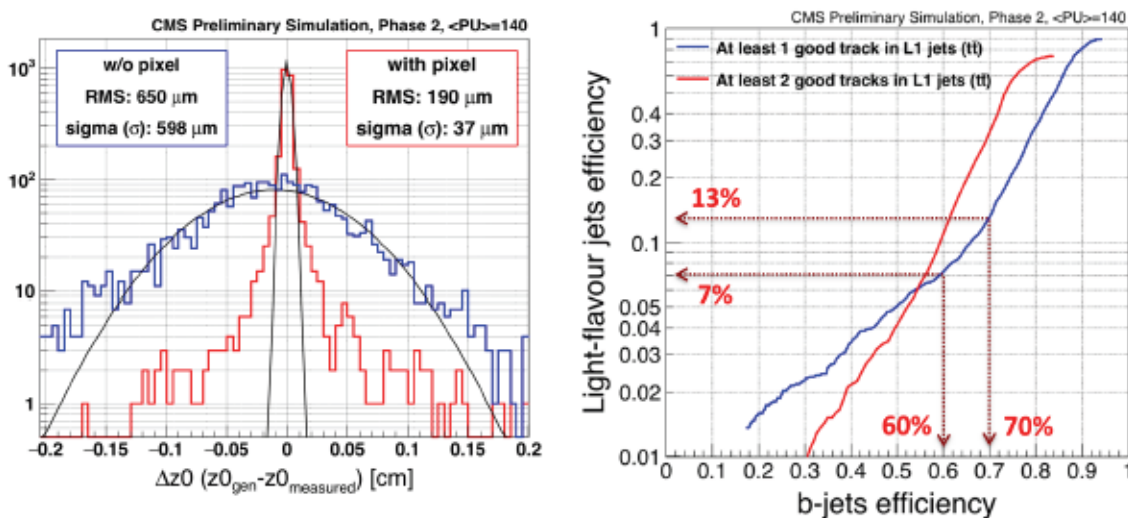 CMS Preliminary Simulation, Phase 2, <PU>=140
w/o pixel
RMS: 650 μm
sigma (σ): 598 μm
with pixel
RMS: 190 μm
sigma (σ): 37 μm
10³
10²
10
1
−0.2 −0.15 −0.1 −0.05 0 0.05 0.1 0.15 0.2
Δz0 (z0gen-z0measured) [cm]
CMS Preliminary Simulation, Phase 2, <PU>=140
At least 1 good track in L1 jets (tt̄)
At least 2 good tracks in L1 jets (tt̄)
Light-flavour jets efficiency
1
0.4
0.3
0.2
0.1
0.05
0.04
0.03
0.02
0.01
13%
7%
60% 70%
0 0.1 0.2 0.3 0.4 0.5 0.6 0.7 0.8 0.9 1
b-jets efficiency